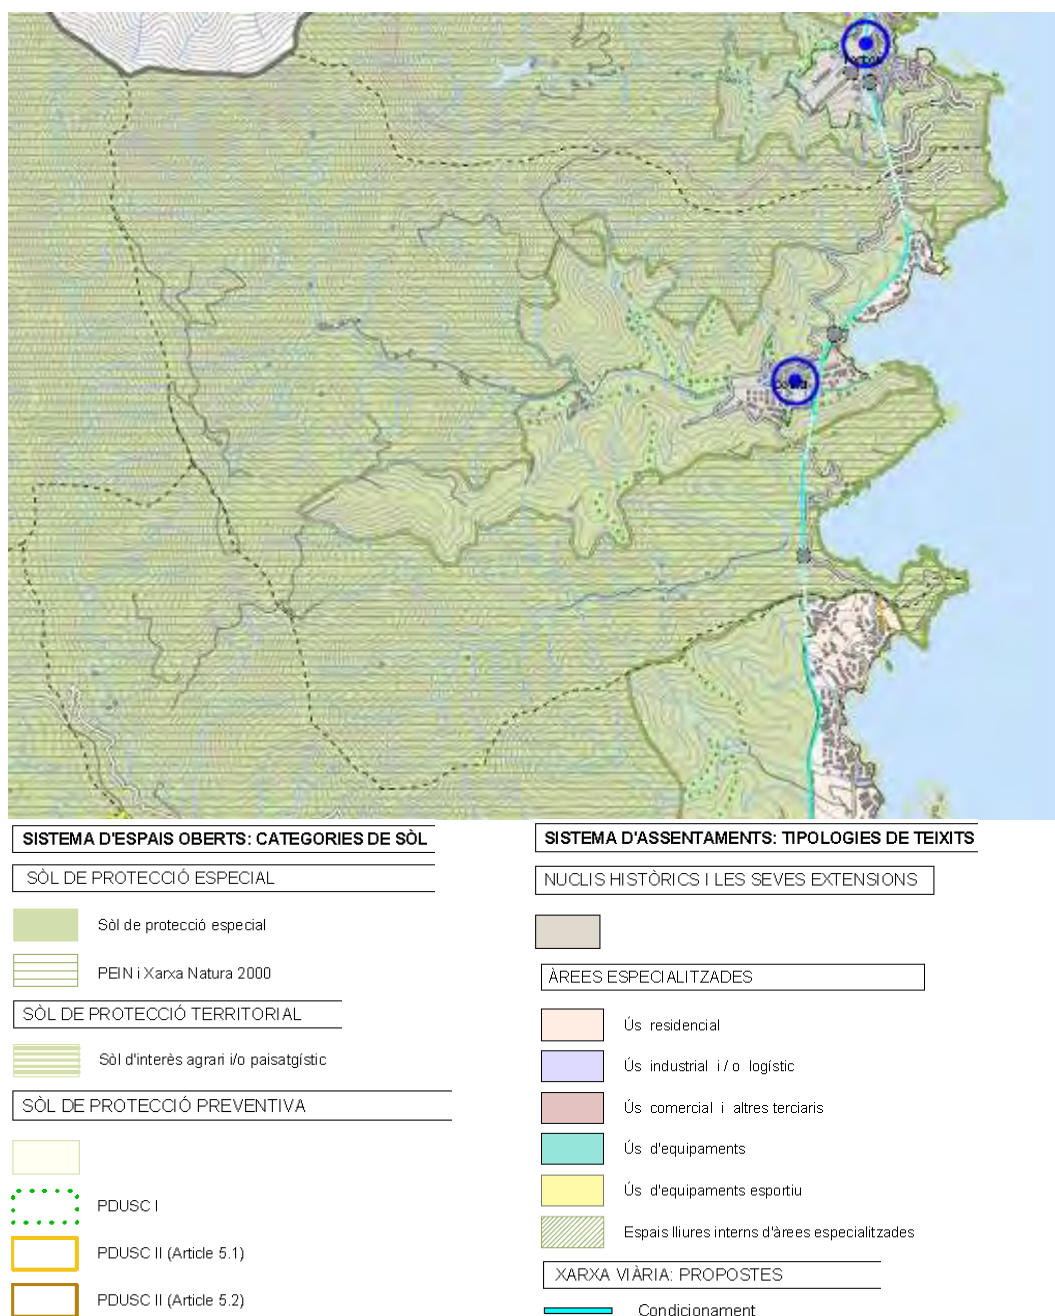 SISTEMA D'ESPAIS OBERTS: CATEGORIES DE SÒL
SÒL DE PROTECCIÓ ESPECIAL
Sòl de protecció especial
PEIN i Xarxa Natura 2000
SÒL DE PROTECCIÓ TERRITORIAL
Sòl d'interès agrari i/o paisatgístic
SÒL DE PROTECCIÓ PREVENTIVA
PDUSC I
PDUSC II (Article 5.1)
PDUSC II (Article 5.2)
SISTEMA D'ASSENTAMENTS: TIPOLOGIES DE TEIXITS
NUCLIS HISTÒRICS I LES SEVES EXTENSIONS
ÀREES ESPECIALITZADES
Ús residencial
Ús industrial i / o logístic
Ús comercial i altres terciaris
Ús d'equipaments
Ús d'equipaments esportiu
Espais lliures interns d'àrees especialitzades
XARXA VIÀRIA: PROPOSTES
Condicionament